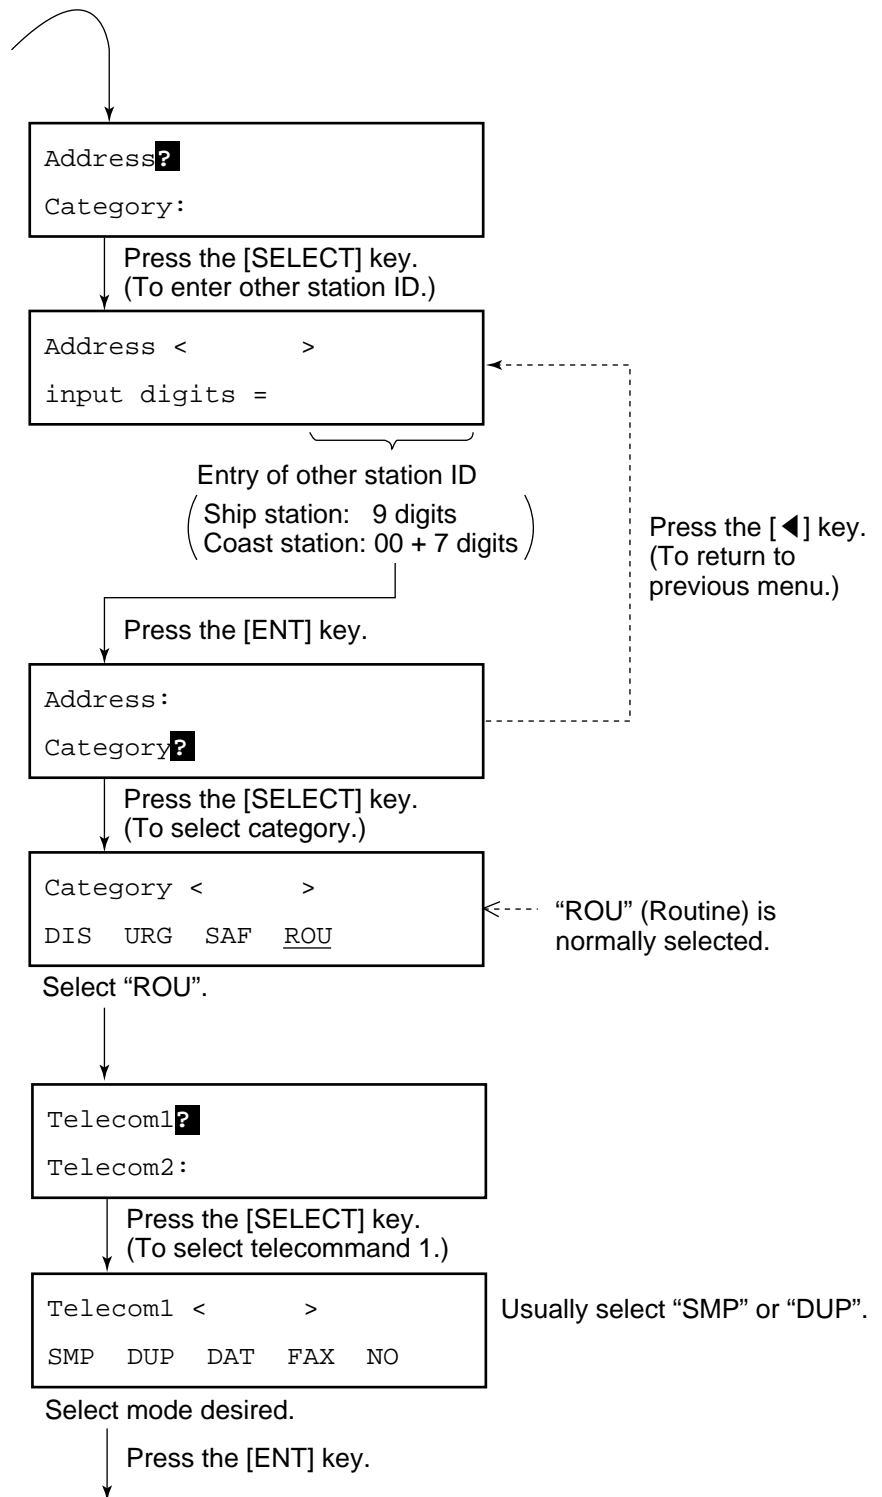 Address?
Category:
Press the [SELECT] key.
(To enter other station ID.)
Address < >
input digits =
Entry of other station ID
Ship station: 9 digits
Coast station: 00 + 7 digits
Press the [◀] key.
(To return to
previous menu.)
Press the [ENT] key.
Address:
Category?
Press the [SELECT] key.
(To select category.)
Category < >
DIS URG SAF ROU
“ROU” (Routine) is
normally selected.
Select “ROU”.
Telecom1?
Telecom2:
Press the [SELECT] key.
(To select telecommand 1.)
Telecom1 < >
SMP DUP DAT FAX NO
Usually select “SMP” or “DUP”.
Select mode desired.
Press the [ENT] key.